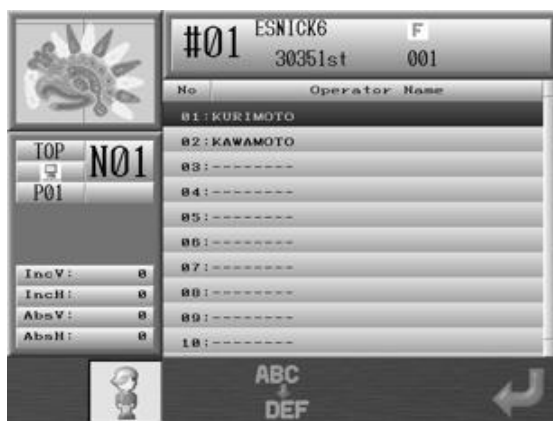 #01 ESNICK6 F
30351st 001
No Operator Name
01:KURIMOTO
02:KAWAMOTO
03:--------
04:--------
05:--------
06:--------
07:--------
08:--------
09:--------
10:--------
TOP N01
P01
IncV: 0
IncH: 0
AbsV: 0
AbsH: 0
ABC
DEF